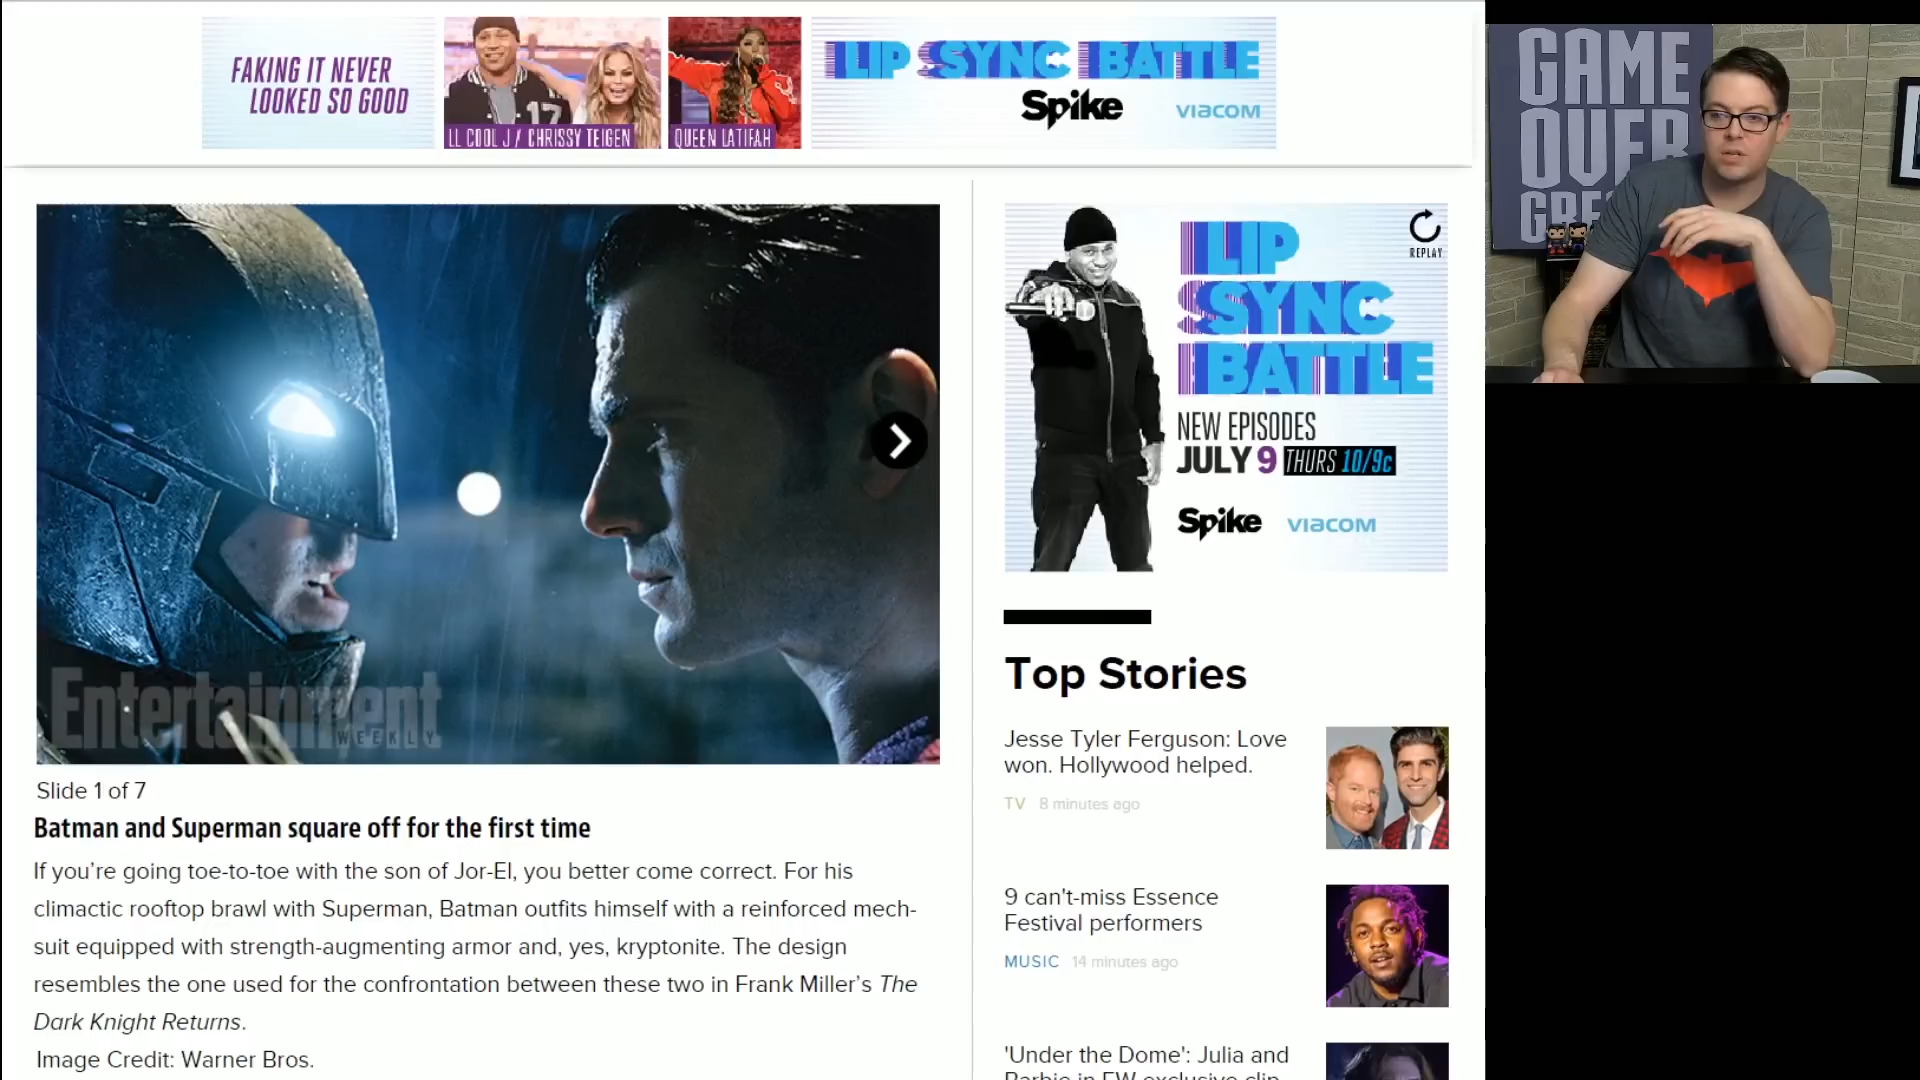 FAKING IT NEVER
LOOKED SO GOOD
LL COOL J / CHRISSY TEIGEN
QUEEN LATIFAH
LIP SYNC BATTLE
Spike
VIACOM
GAME
OVER
Entertainment
WEEKLY
LIP
SYNC
BATTLE
REPLAY
NEW EPISODES
JULY 9 THURS 10/9c
Spike
VIACOM
Slide 1 of 7
Batman and Superman square off for the first time
If you're going toe-to-toe with the son of Jor-El, you better come correct. For his
climactic rooftop brawl with Superman, Batman outfits himself with a reinforced mech-
suit equipped with strength-augmenting armor and, yes, kryptonite. The design
resembles the one used for the confrontation between these two in Frank Miller's The
Dark Knight Returns.
Image Credit: Warner Bros.
Top Stories
Jesse Tyler Ferguson: Love
won. Hollywood helped.
TV 8 minutes ago
9 can't-miss Essence
Festival performers
MUSIC 14 minutes ago
'Under the Dome': Julia and
Barbie in EW exclusive clip
17